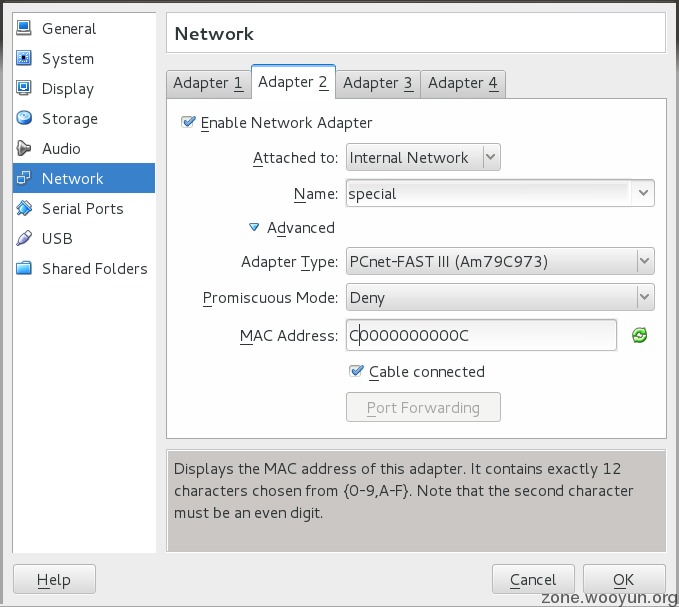 General
System
Display
Storage
Audio
Network
Serial Ports
USB
Shared Folders
Network
Adapter 1 Adapter 2 Adapter 3 Adapter 4
Enable Network Adapter
Attached to: Internal Network
Name: special
Advanced
Adapter Type: PCnet-FAST III (Am79C973)
Promiscuous Mode: Deny
MAC Address: C0000000000C
Cable connected
Port Forwarding
Displays the MAC address of this adapter. It contains exactly 12
characters chosen from {0-9,A-F}. Note that the second character
must be an even digit.
Help Cancel OK
zone.wooyun.org